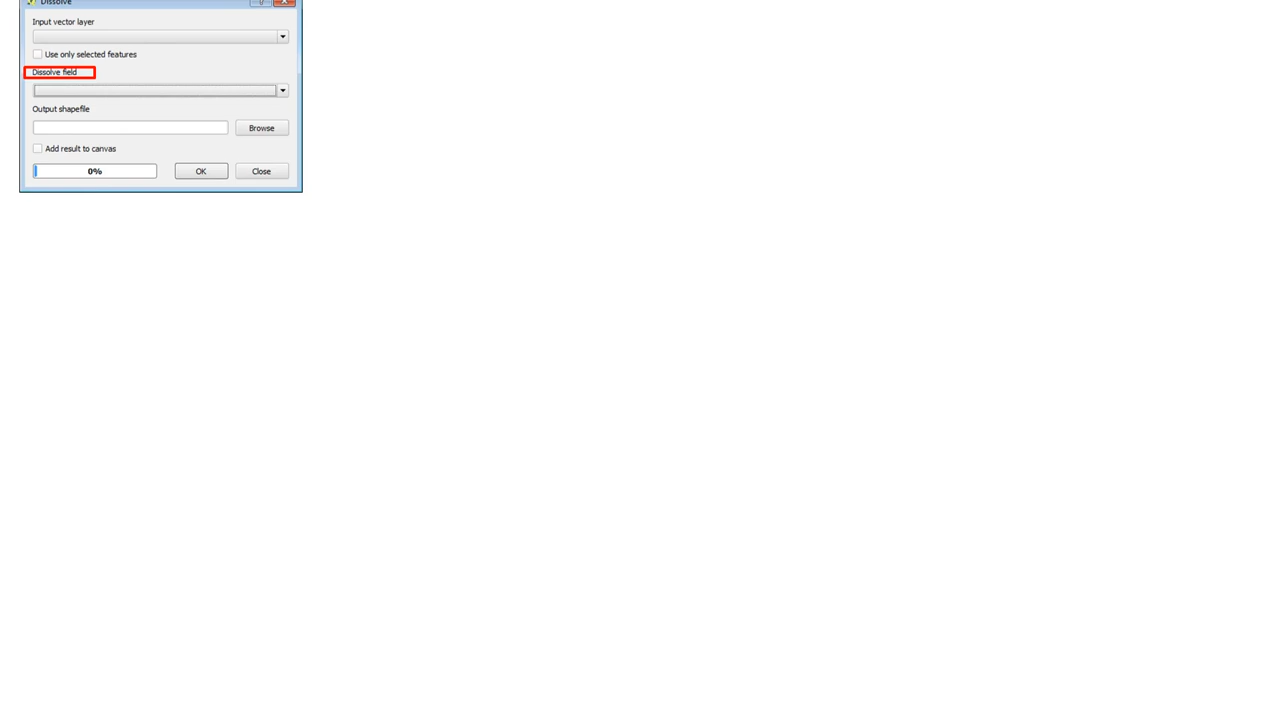 Dissolve
Input vector layer
Use only selected features
Dissolve field
Output shapefile
Browse
Add result to canvas
0%
OK
Close